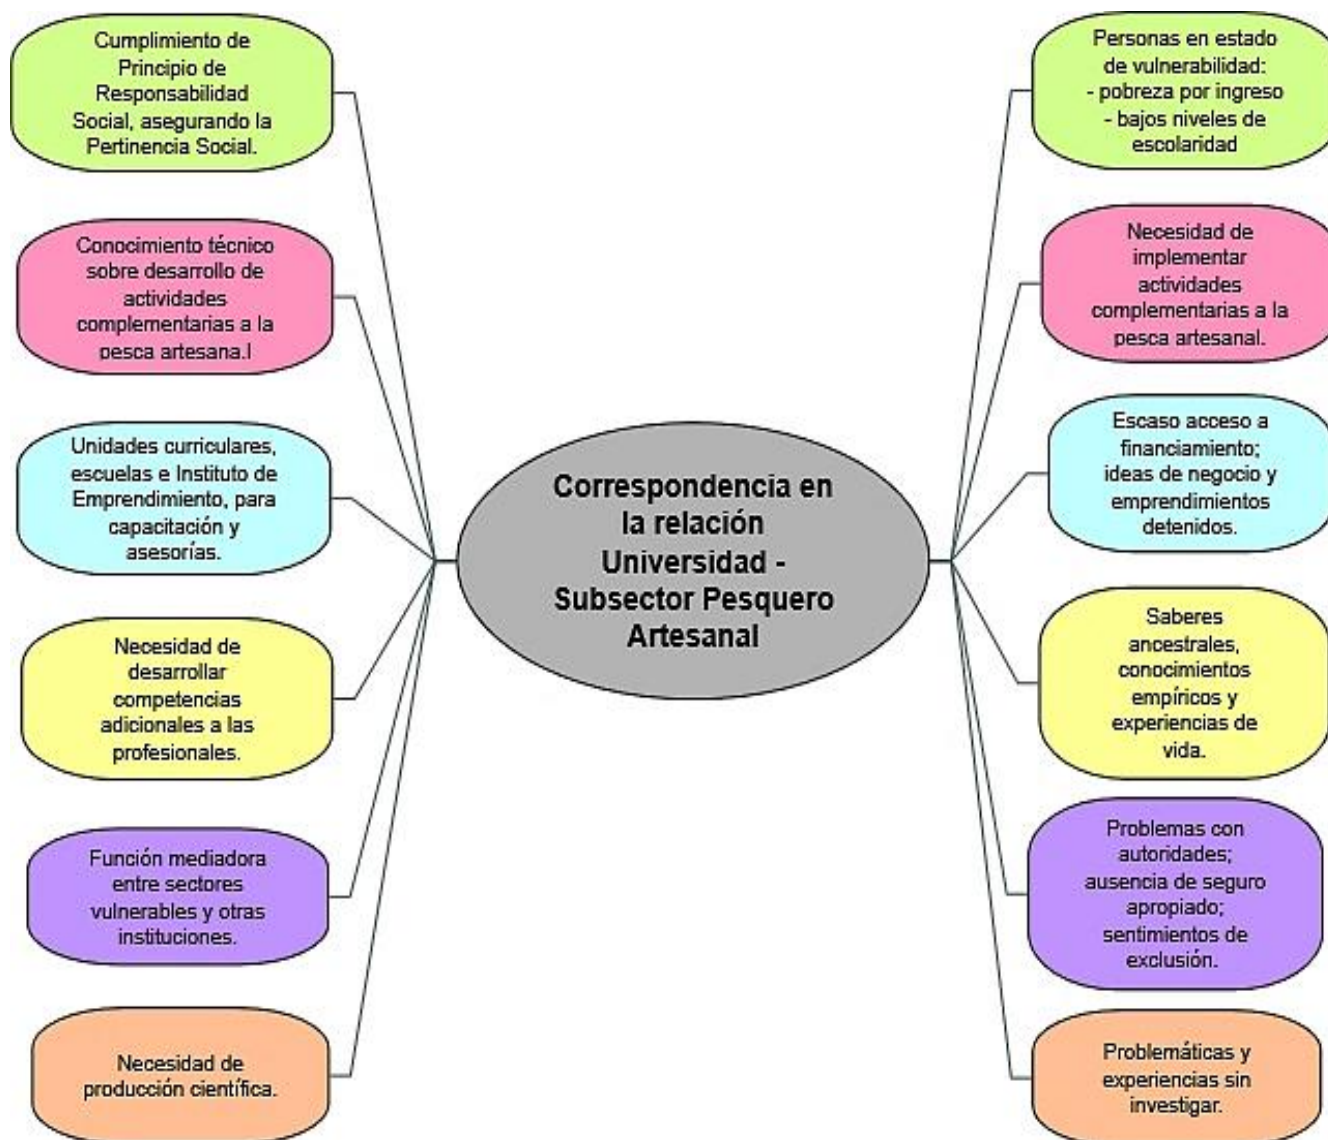 Cumplimiento de
Principio de
Responsabilidad
Social, asegurando la
Pertinencia Social.
Conocimiento técnico
sobre desarrollo de
actividades
complementarias a la
pesca artesana.l
Unidades curriculares,
escuelas e Instituto de
Emprendimiento, para
capacitación y
asesorías.
Necesidad de
desarrollar
competencias
adicionales a las
profesionales.
Función mediadora
entre sectores
vulnerables y otras
instituciones.
Necesidad de
producción científica.
Correspondencia en
la relación
Universidad -
Subsector Pesquero
Artesanal
Personas en estado
de vulnerabilidad:
- pobreza por ingreso
- bajos niveles de
escolaridad
Necesidad de
implementar
actividades
complementarias a la
pesca artesanal.
Escaso acceso a
financiamiento;
ideas de negocio y
emprendimientos
detenidos.
Saberes
ancestrales,
conocimientos
empíricos y
experiencias de
vida.
Problemas con
autoridades;
ausencia de seguro
apropiado;
sentimientos de
exclusión.
Problemáticas y
experiencias sin
investigar.